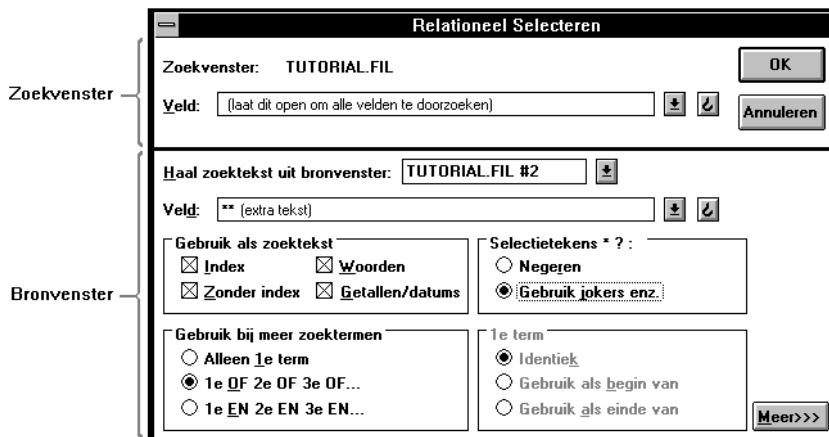 Relationeel Selecteren
Zoekvenster
Zoekvenster: TUTORIAL.FIL
OK
Veld: (laat dit open om alle velden te doorzoeken)
Annuleren
Bronvenster
Haal zoektekst uit bronvenster: TUTORIAL.FIL #2
Veld: ** (extra tekst)
Gebruik als zoektekst
Index
Woorden
Zonder index
Getallen/datums
Selectietekens * ? :
Negeren
Gebruik jokers enz.
Gebruik bij meer zoektermen
Alleen 1e term
1e OF 2e OF 3e OF...
1e EN 2e EN 3e EN...
1e term
Identiek
Gebruik als begin van
Gebruik als einde van
Meer>>>